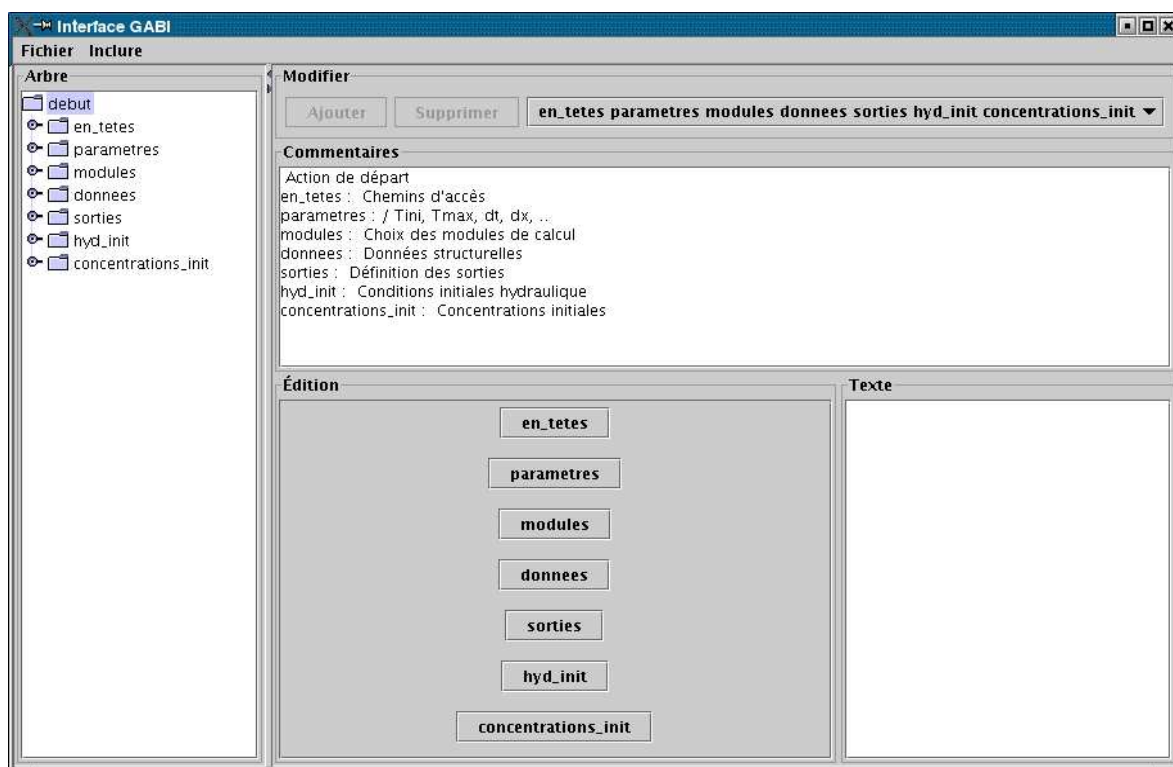 Interface GABI
Fichier Inclure
Arbre
debut
en_tetes
parametres
modules
donnees
sorties
hyd_init
concentrations_init
Modifier
Ajouter Supprimer en_tetes parametres modules donnees sorties hyd_init concentrations_init
Commentaires
Action de départ
en_tetes : Chemins d'accès
parametres : / Tini, Tmax, dt, dx, ..
modules : Choix des modules de calcul
donnees : Données structurelles
sorties : Définition des sorties
hyd_init : Conditions initiales hydraulique
concentrations_init : Concentrations initiales
Édition
en_tetes
parametres
modules
donnees
sorties
hyd_init
concentrations_init
Texte